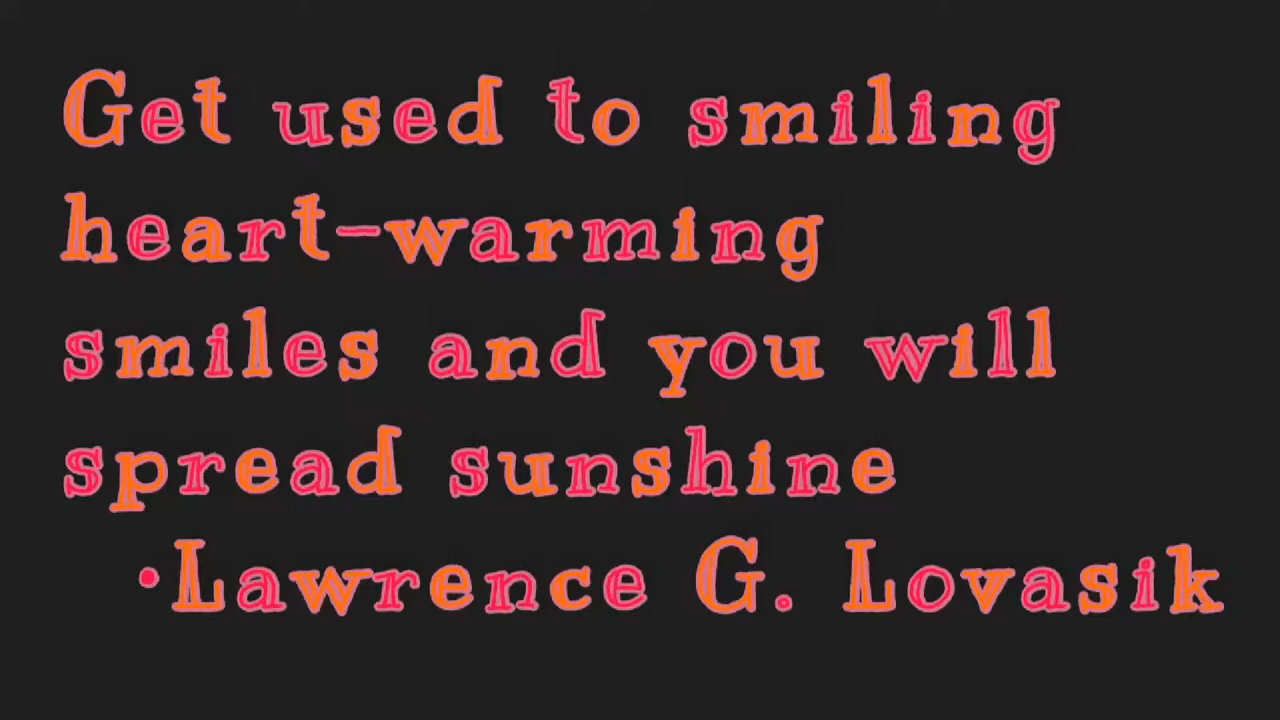 Get used to smiling
heart-warming
smiles and you will
spread sunshine
•Lawrence G. Lovasik